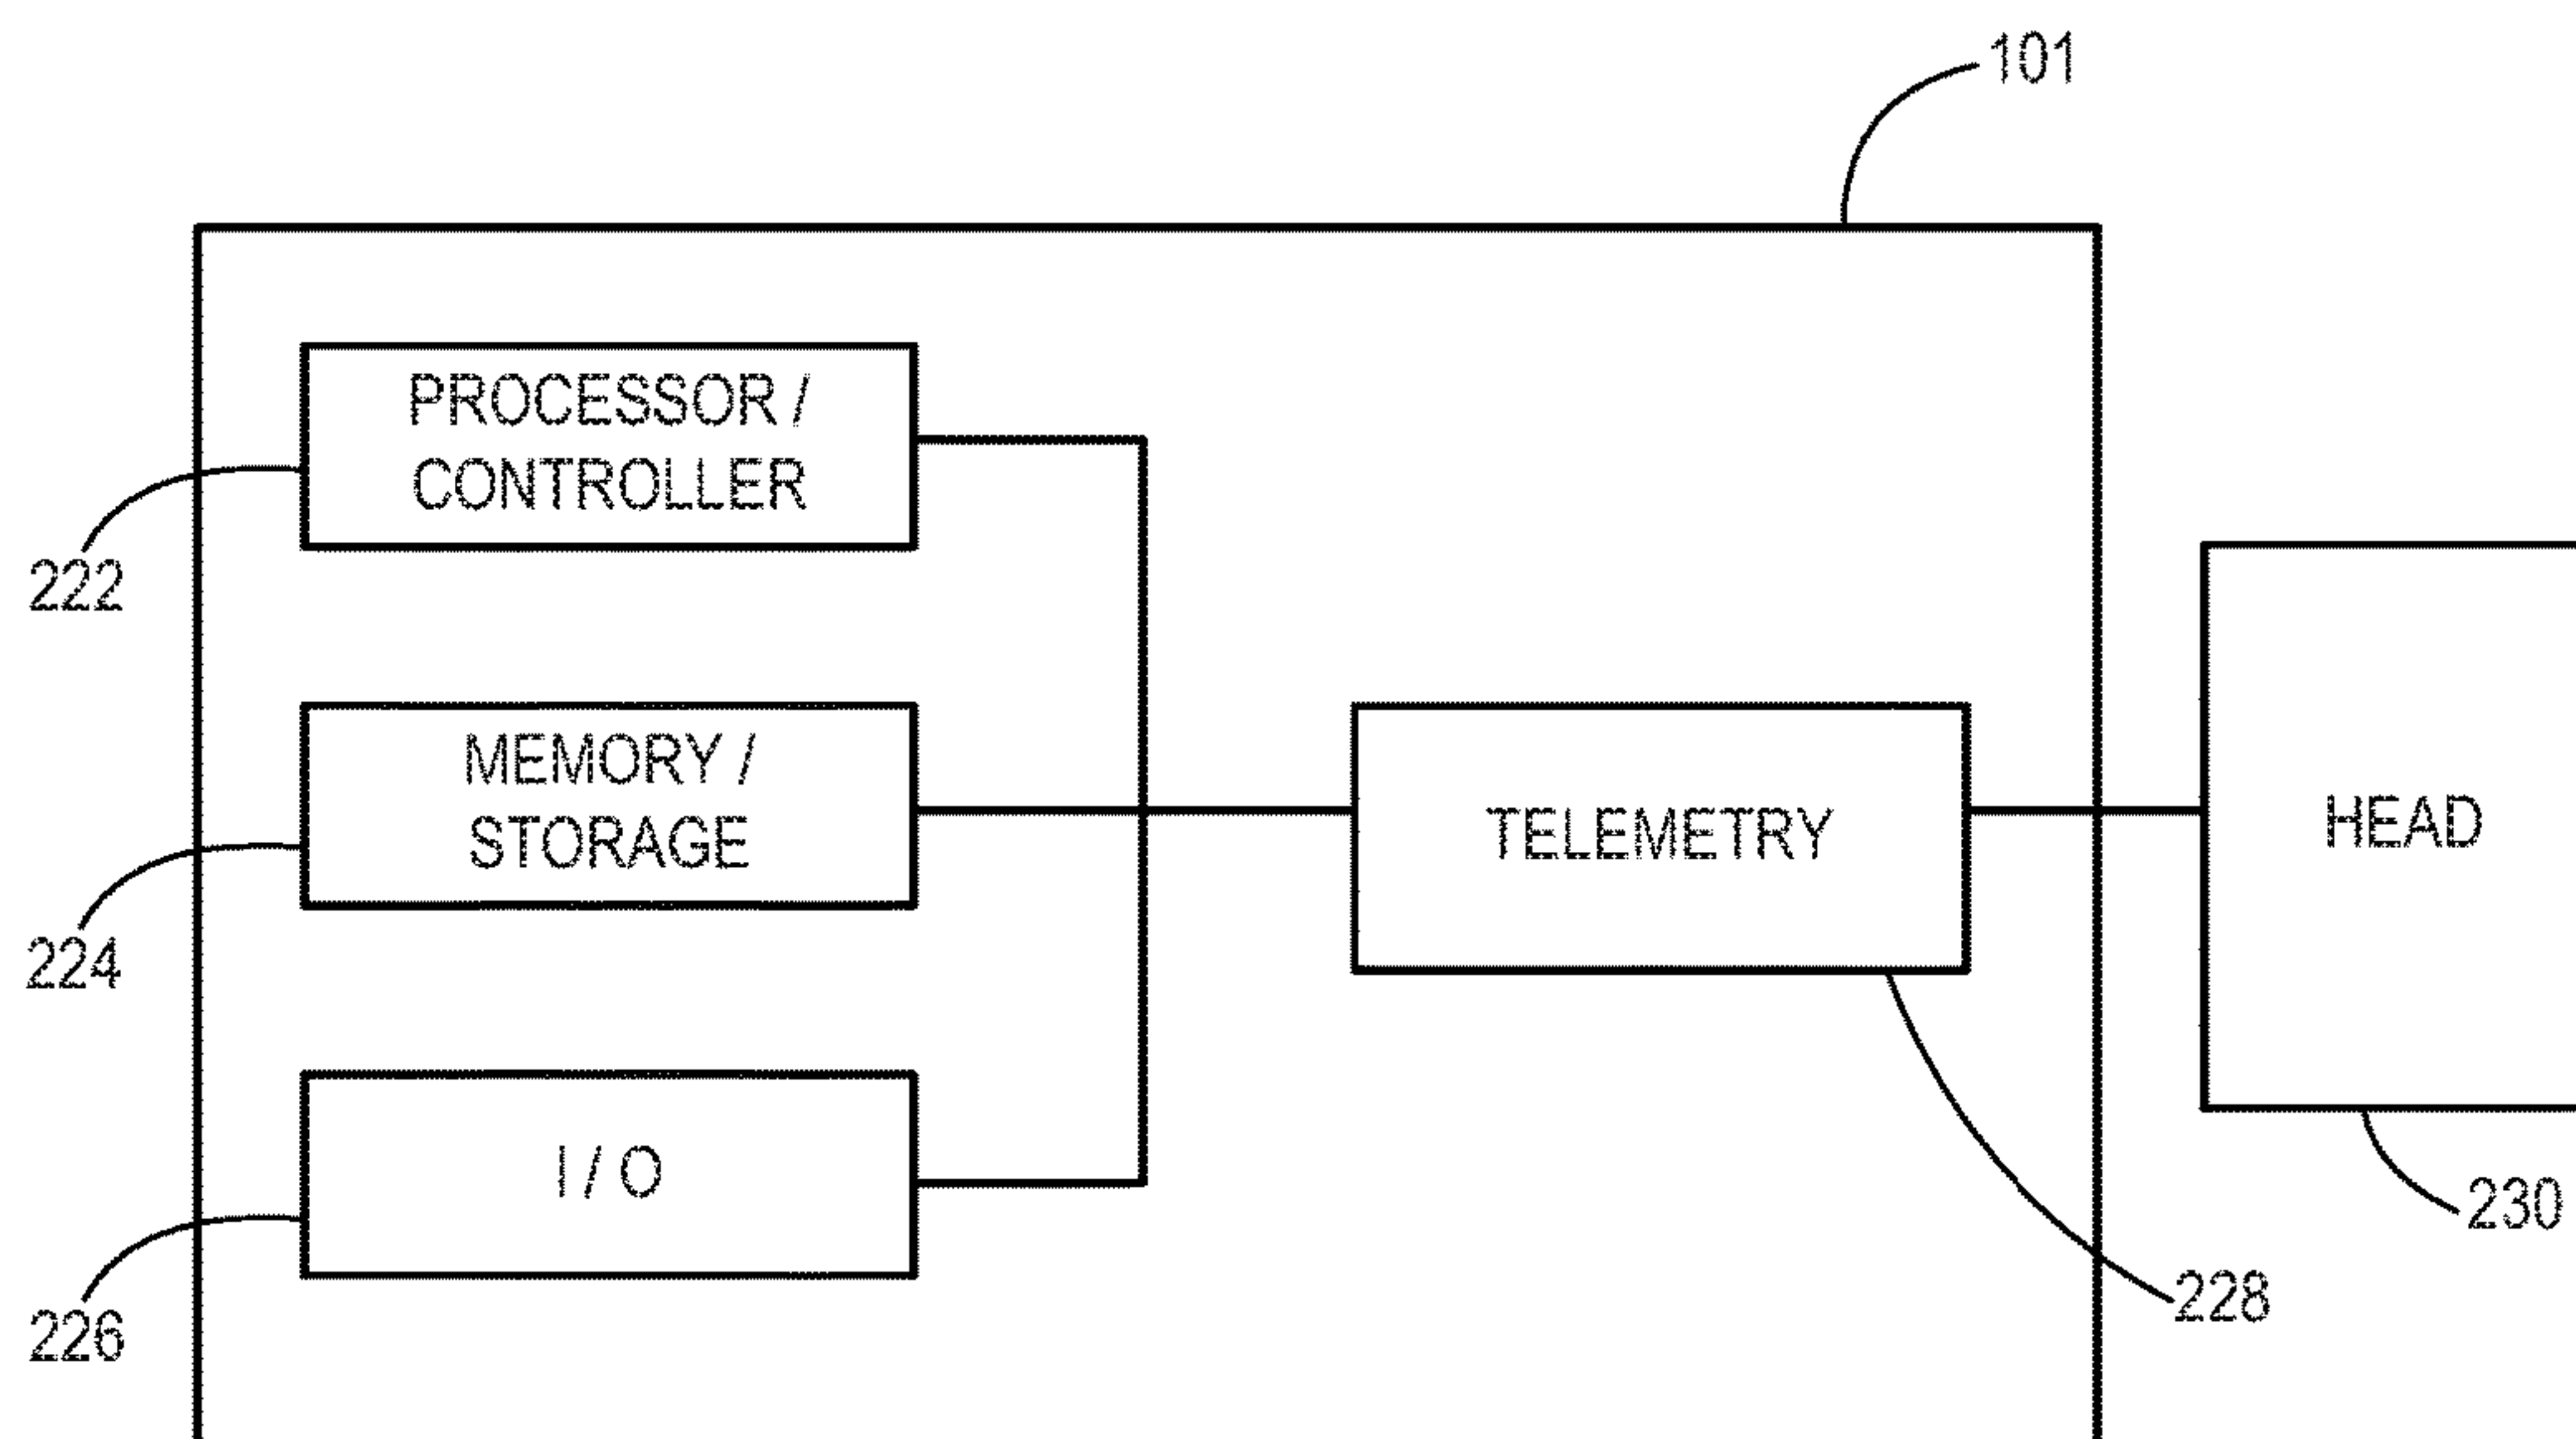 101
PROCESSOR /
CONTROLLER
222
MEMORY /
STORAGE
TELEMETRY
HEAD
224
I / O
230
228
226